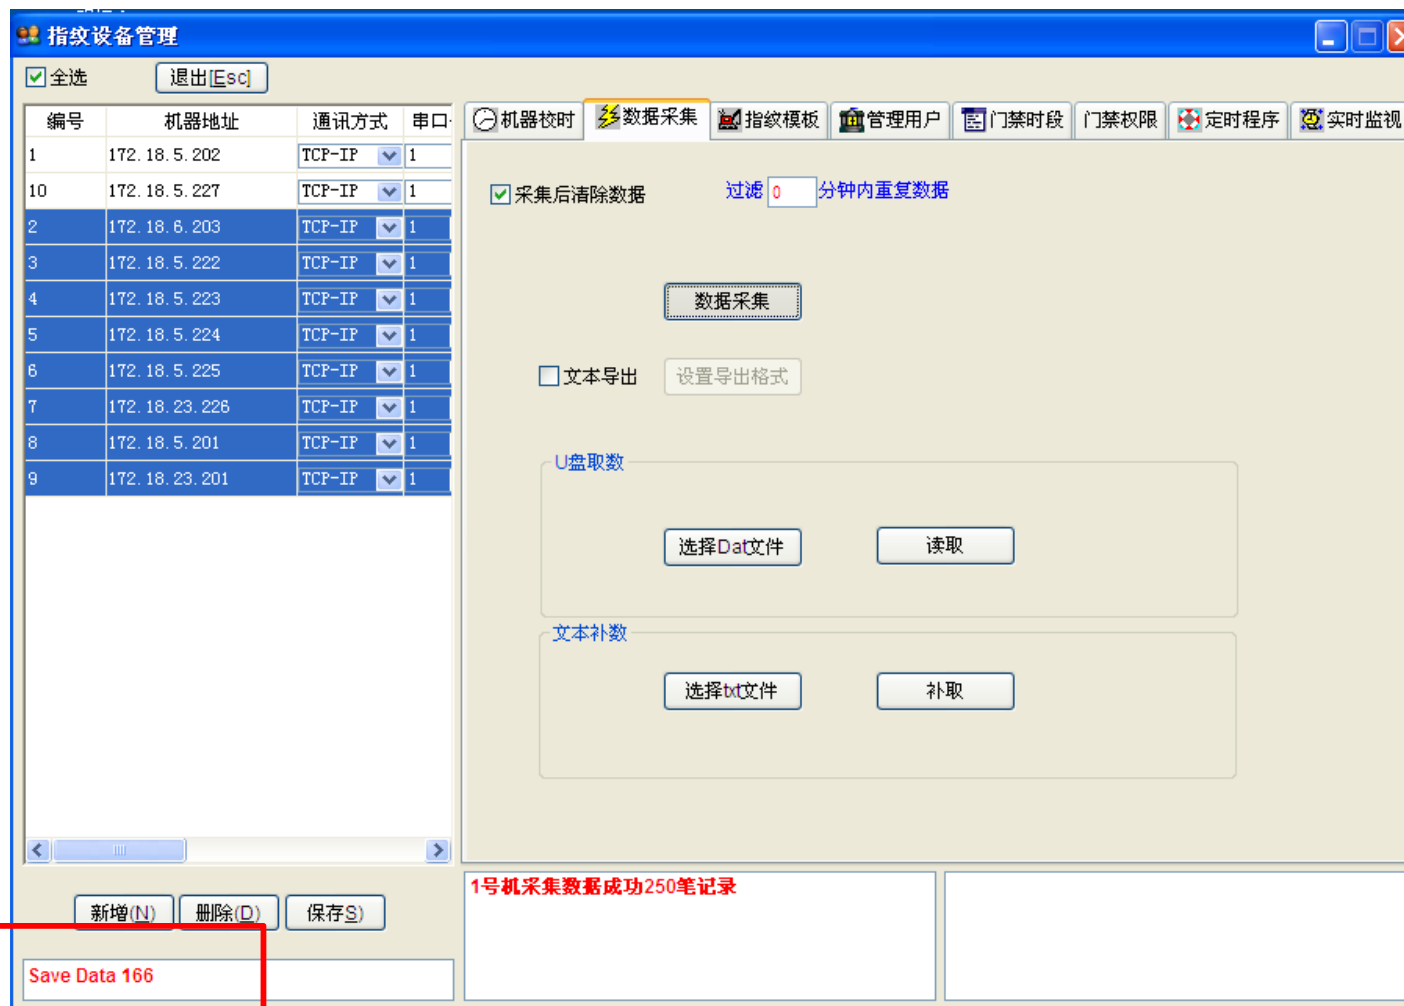 指纹设备管理
全选 退出[Esc]
编号 机器地址 通讯方式 串口
1 172.18.5.202 TCP-IP 1
10 172.18.5.227 TCP-IP 1
2 172.18.6.203 TCP-IP 1
3 172.18.5.222 TCP-IP 1
4 172.18.5.223 TCP-IP 1
5 172.18.5.224 TCP-IP 1
6 172.18.5.225 TCP-IP 1
7 172.18.23.226 TCP-IP 1
8 172.18.5.201 TCP-IP 1
9 172.18.23.201 TCP-IP 1
新增(N) 删除(D) 保存S)
Save Data 166
机器校时 数据采集 指纹模板 管理用户 门禁时段 门禁权限 定时程序 实时监视
采集后清除数据 过滤 0 分钟内重复数据
数据采集
文本导出 设置导出格式
U盘取数
选择Dat文件 读取
文本补数
选择txt文件 补取
1号机采集数据成功250笔记录